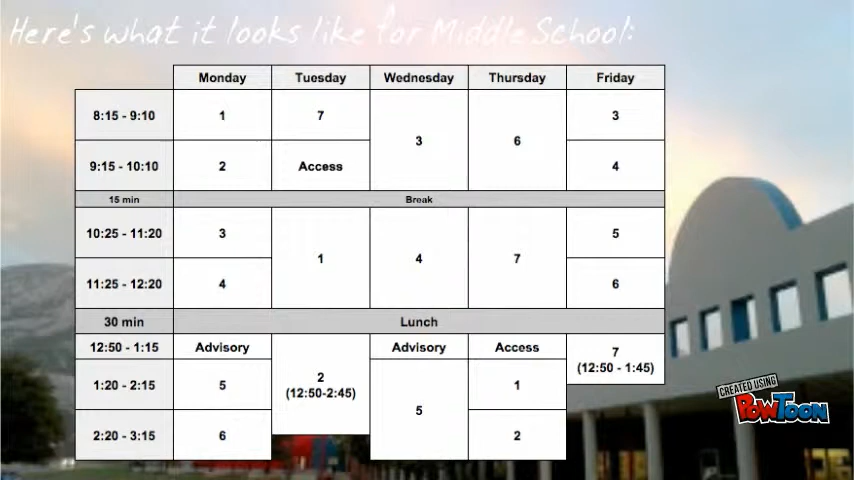 Here's what it looks like for Middle School:
Monday Tuesday Wednesday Thursday Friday
8:15 - 9:10 1 7 3 6 3
9:15 - 10:10 2 Access 4
15 min Break
10:25 - 11:20 3 1 4 7 5
11:25 - 12:20 4 6
30 min Lunch
12:50 - 1:15 Advisory 2 Advisory Access 7
(12:50-2:45) (12:50 - 1:45)
1:20 - 2:15 5 5 1
2:20 - 3:15 6 2
CREATED USING
POWTOON